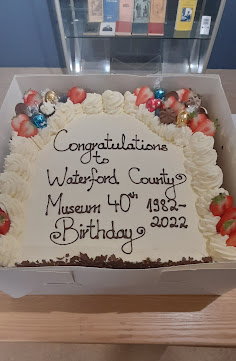 Congratulations
to
Waterford County
Museum 40th 1982-
2022
Birthday